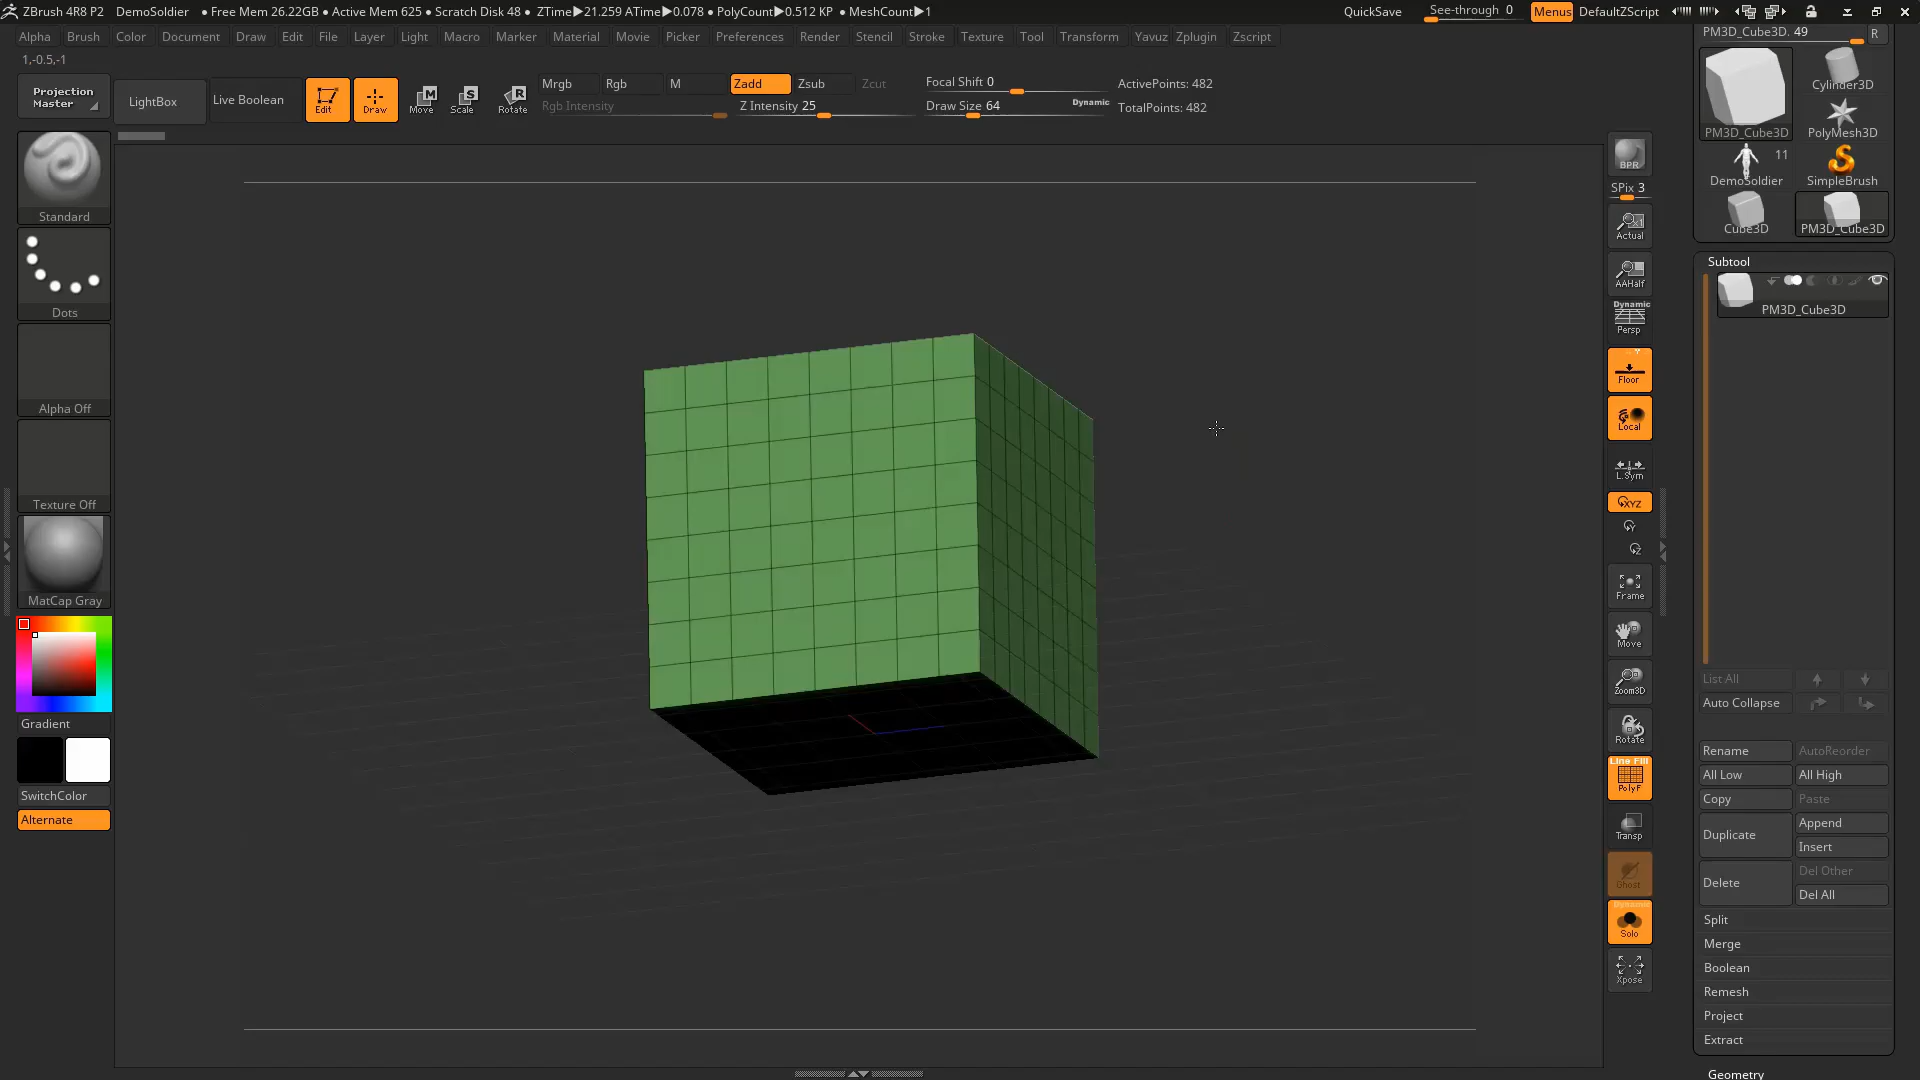 ZBrush 4R8 P2 DemoSoldier • Free Mem 26.22GB • Active Mem 625 • Scratch Disk 48 • ZTime▶21.259 ATime▶0.078 • PolyCount▶0.512 KP • MeshCount▶1 QuickSave See-through 0 Menus DefaultZScript
Alpha Brush Color Document Draw Edit File Layer Light Macro Marker Material Movie Picker Preferences Render Stencil Stroke Texture Tool Transform Yavuz Zplugin Zscript
1,-0.5,-1
Projection Master
LightBox
Live Boolean
Edit
Draw
Move
Scale
Rotate
Mrgb Rgb M Zadd Zsub Zcut
Rgb Intensity Z Intensity 25
Focal Shift 0
Draw Size 64 Dynamic
ActivePoints: 482
TotalPoints: 482
Standard
Dots
Alpha Off
Texture Off
MatCap Gray
Gradient
SwitchColor
Alternate
BPR
SPix 3
Actual
AAHalf
Dynamic
Persp
Floor
Local
L.Sym
XYZ
Y
Z
Frame
Move
Zoom3D
Rotate
Line Fill
PolyF
Transp
Ghost
Dynamic
Solo
Xpose
PM3D_Cube3D. 49 R
PM3D_Cube3D
Cylinder3D
PolyMesh3D
11
DemoSoldier
SimpleBrush
Cube3D
PM3D_Cube3D
Subtool
PM3D_Cube3D
List All
Auto Collapse
Rename AutoReorder
All Low All High
Copy Paste
Duplicate Append
Insert
Delete Del Other
Del All
Split
Merge
Boolean
Remesh
Project
Extract
Geometry